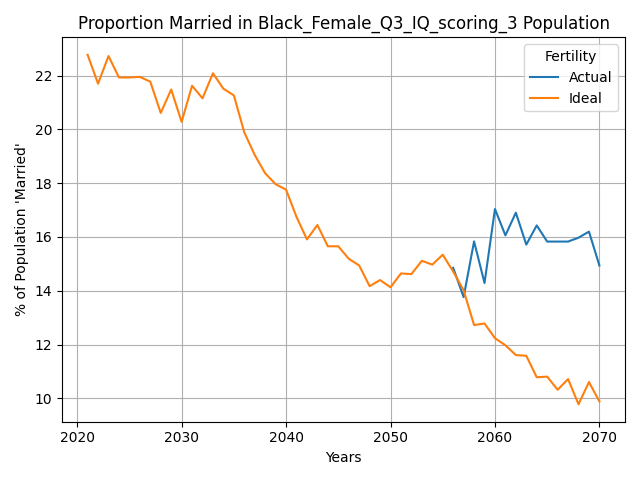 Proportion Married in Black_Female_Q3_IQ_scoring_3 Population
% of Population 'Married'
22
20
18
16
14
12
10
Fertility
Actual
Ideal
2020 2030 2040 2050 2060 2070
Years